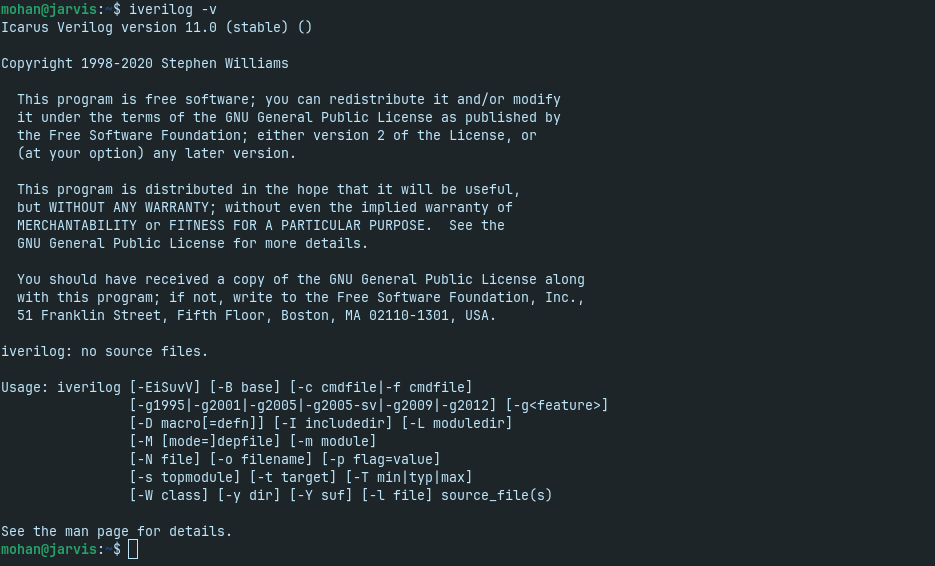 mohan@jarvis:~$ iverilog -v
Icarus Verilog version 11.0 (stable) ()

Copyright 1998-2020 Stephen Williams

  This program is free software; you can redistribute it and/or modify
  it under the terms of the GNU General Public License as published by
  the Free Software Foundation; either version 2 of the License, or
  (at your option) any later version.

  This program is distributed in the hope that it will be useful,
  but WITHOUT ANY WARRANTY; without even the implied warranty of
  MERCHANTABILITY or FITNESS FOR A PARTICULAR PURPOSE.  See the
  GNU General Public License for more details.

  You should have received a copy of the GNU General Public License along
  with this program; if not, write to the Free Software Foundation, Inc.,
  51 Franklin Street, Fifth Floor, Boston, MA 02110-1301, USA.

iverilog: no source files.

Usage: iverilog [-EiSuvV] [-B base] [-c cmdfile|-f cmdfile]
                [-g1995|-g2001|-g2005|-g2005-sv|-g2009|-g2012] [-g<feature>]
                [-D macro[=defn]] [-I includedir] [-L moduledir]
                [-M [mode=]depfile] [-m module]
                [-N file] [-o filename] [-p flag=value]
                [-s topmodule] [-t target] [-T min|typ|max]
                [-W class] [-y dir] [-Y suf] [-l file] source_file(s)

See the man page for details.
mohan@jarvis:~$